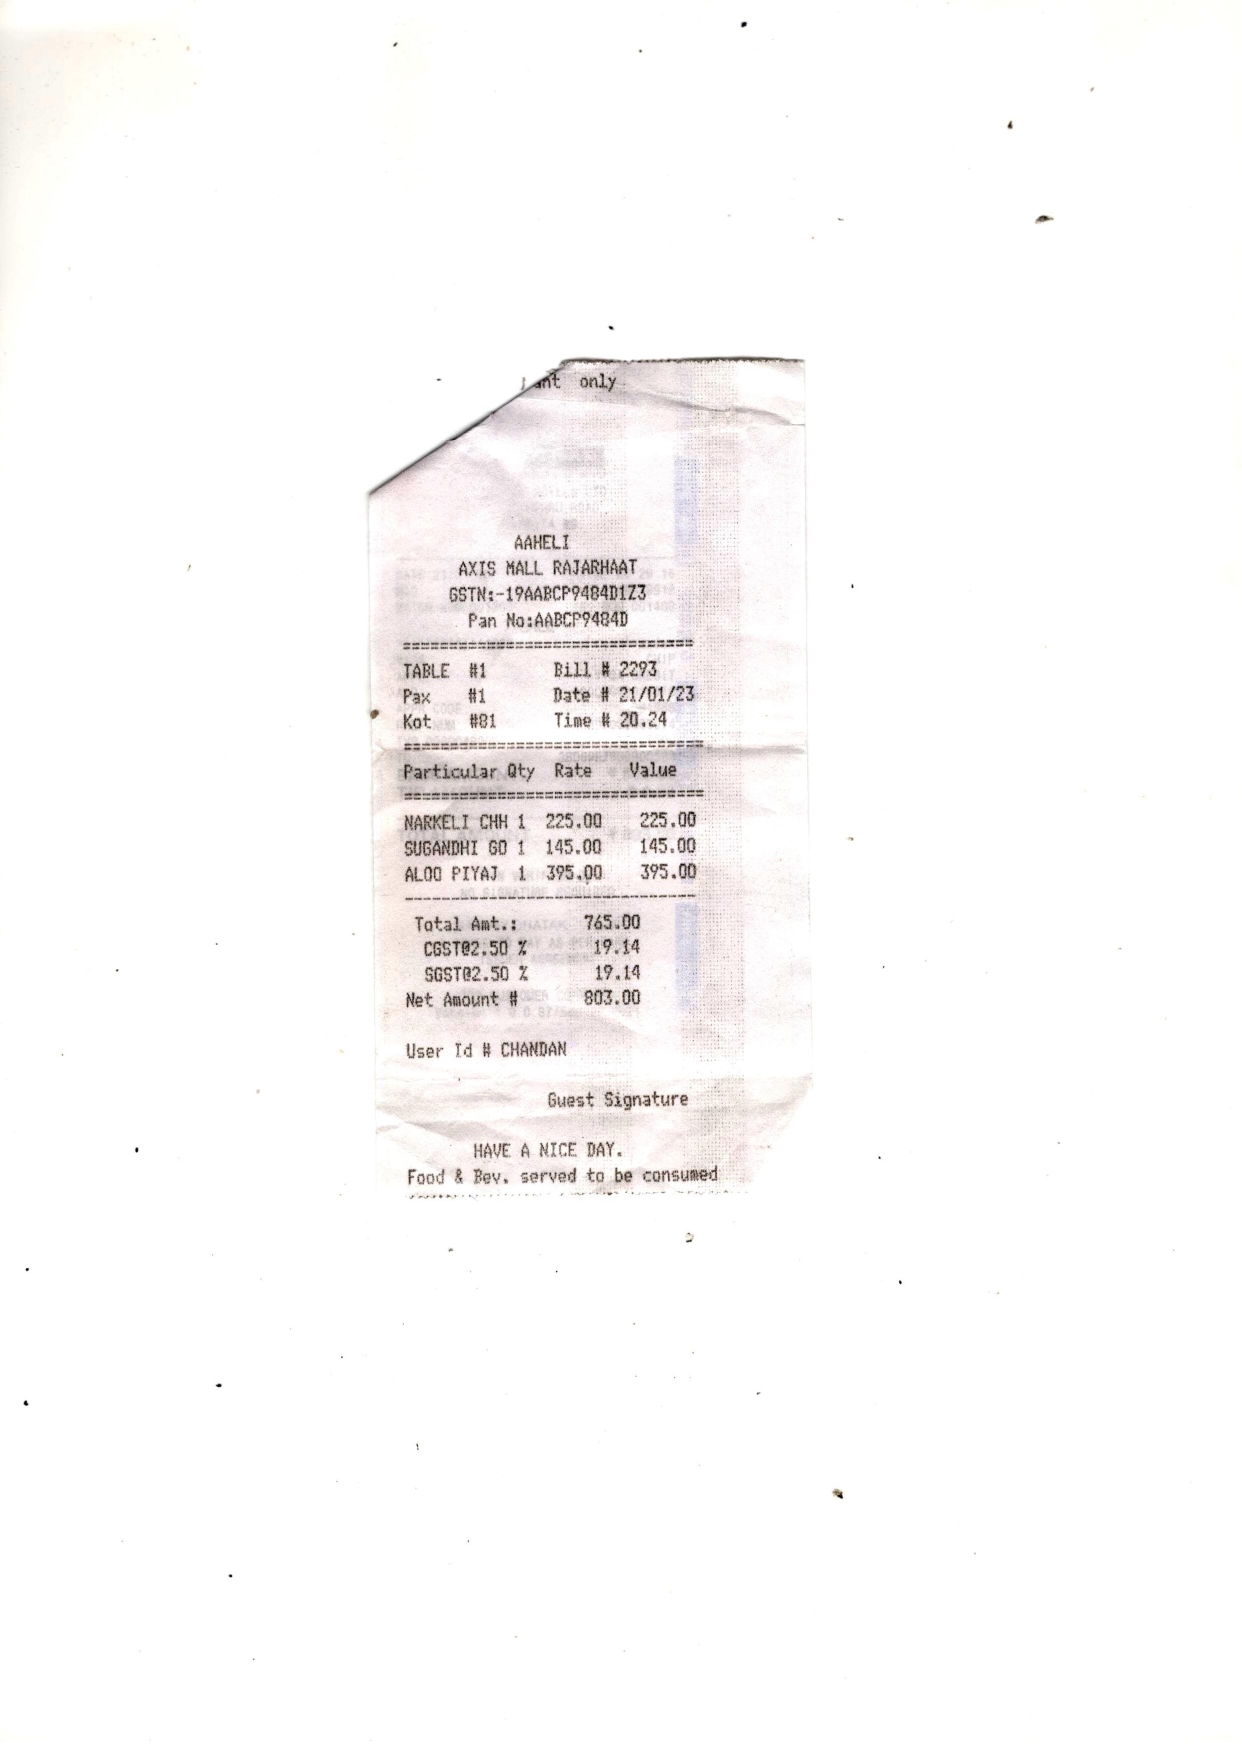 only
AAHELI
AXIS MALL RAJARHAAT
GSTN:-19AABCP9484D1Z3
Pan No:AABCP9484D
================================
TABLE #1 Bill # 2293
Pax #1 Date # 21/01/23
Kot #81 Time # 20.24
================================
Particular Qty Rate Value
================================
NARKELI CHH 1 225.00 225.00
SUGANDHI GO 1 145.00 145.00
ALOO PIYAJ 1 395.00 395.00
--------------------------------
Total Amt.: 765.00
CGST@2.50 % 19.14
SGST@2.50 % 19.14
Net Amount # 803.00
User Id # CHANDAN
Guest Signature
HAVE A NICE DAY.
Food & Bev. served to be consumed